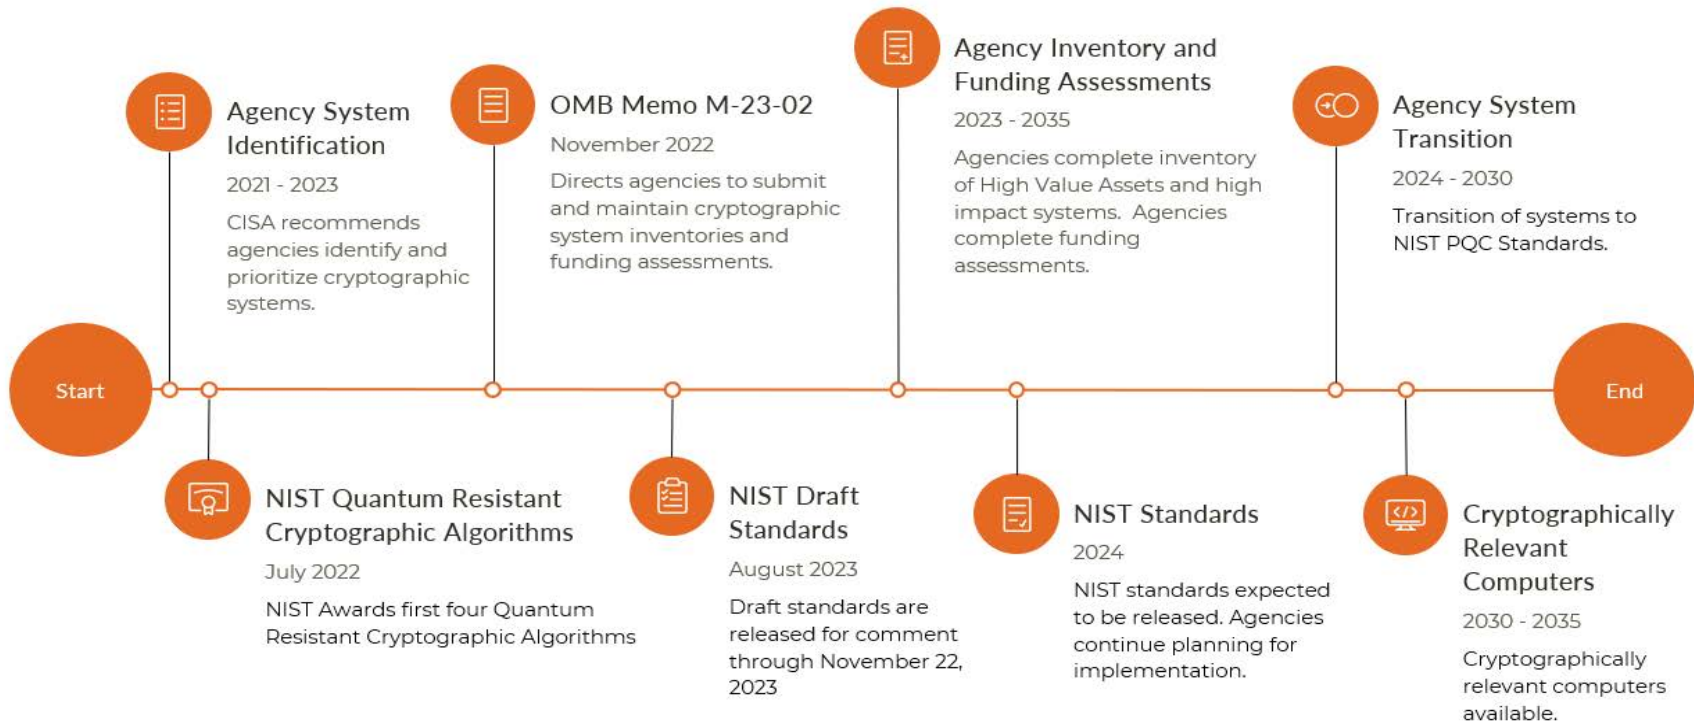 Start
Agency System
Identification
2021 - 2023
CISA recommends
agencies identify and
prioritize cryptographic
systems.
NIST Quantum Resistant
Cryptographic Algorithms
July 2022
NIST Awards first four Quantum
Resistant Cryptographic Algorithms
OMB Memo M-23-02
November 2022
Directs agencies to submit
and maintain cryptographic
system inventories and
funding assessments.
NIST Draft
Standards
August 2023
Draft standards are
released for comment
through November 22,
2023
Agency Inventory and
Funding Assessments
2023 - 2035
Agencies complete inventory
of High Value Assets and high
impact systems. Agencies
complete funding
assessments.
NIST Standards
2024
NIST standards expected
to be released. Agencies
continue planning for
implementation.
Agency System
Transition
2024 - 2030
Transition of systems to
NIST PQC Standards.
Cryptographically
Relevant
Computers
2030 - 2035
Cryptographically
relevant computers
available.
End